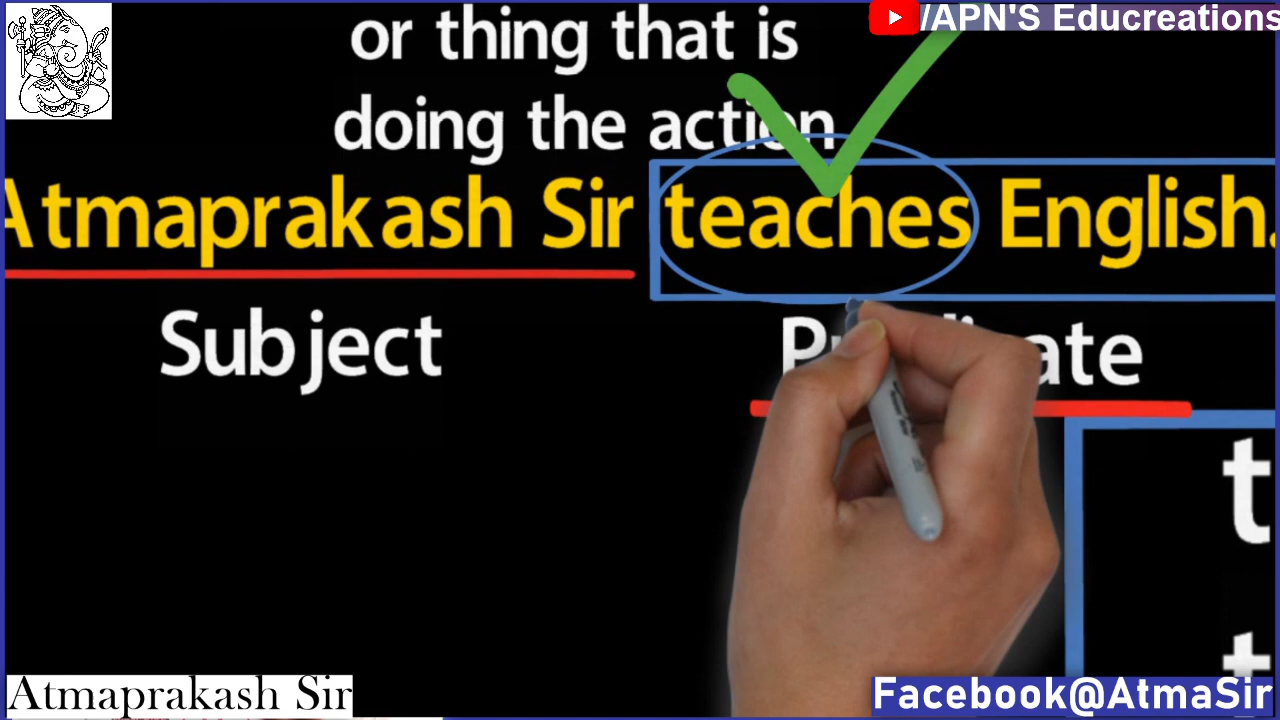 /APN'S Educreations
or thing that is
doing the action
Atmaprakash Sir teaches English.
Subject
Atmaprakash Sir
Facebook@AtmaSir